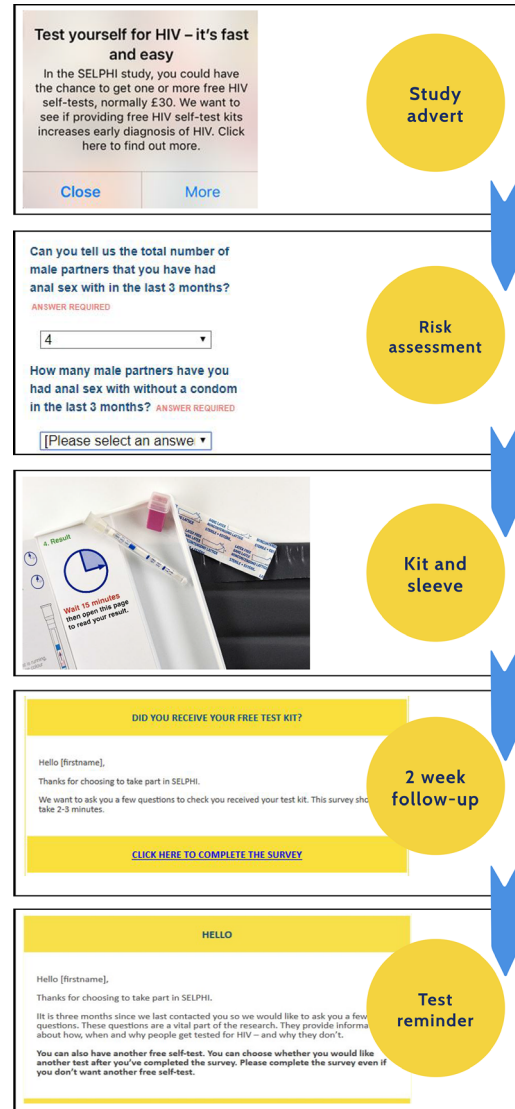 Test yourself for HIV – it's fast
and easy
In the SELPHI study, you could have
the chance to get one or more free HIV
self-tests, normally £30. We want to
see if providing free HIV self-test kits
increases early diagnosis of HIV. Click
here to find out more.
Close
More
Study
advert
Can you tell us the total number of
male partners that you have had
anal sex with in the last 3 months?
ANSWER REQUIRED
4
How many male partners have you
had anal sex with without a condom
in the last 3 months? ANSWER REQUIRED
[Please select an answe
Risk
assessment
4. Result
Wait 15 minutes
then open this page
to read your result.
Kit and
sleeve
DID YOU RECEIVE YOUR FREE TEST KIT?
Hello [firstname],
Thanks for choosing to take part in SELPHI.
We want to ask you a few questions to check you received your test kit. This survey sho
take 2-3 minutes.
CLICK HERE TO COMPLETE THE SURVEY
2 week
follow-up
HELLO
Hello [firstname],
Thanks for choosing to take part in SELPHI.
IIt is three months since we last contacted you so we would like to ask you a few
questions. These questions are a vital part of the research. They provide informa
about how, when and why people get tested for HIV – and why they don't.
You can also have another free self-test. You can choose whether you would like
another test after you've completed the survey. Please complete the survey even if
you don't want another free self-test.
Test
reminder